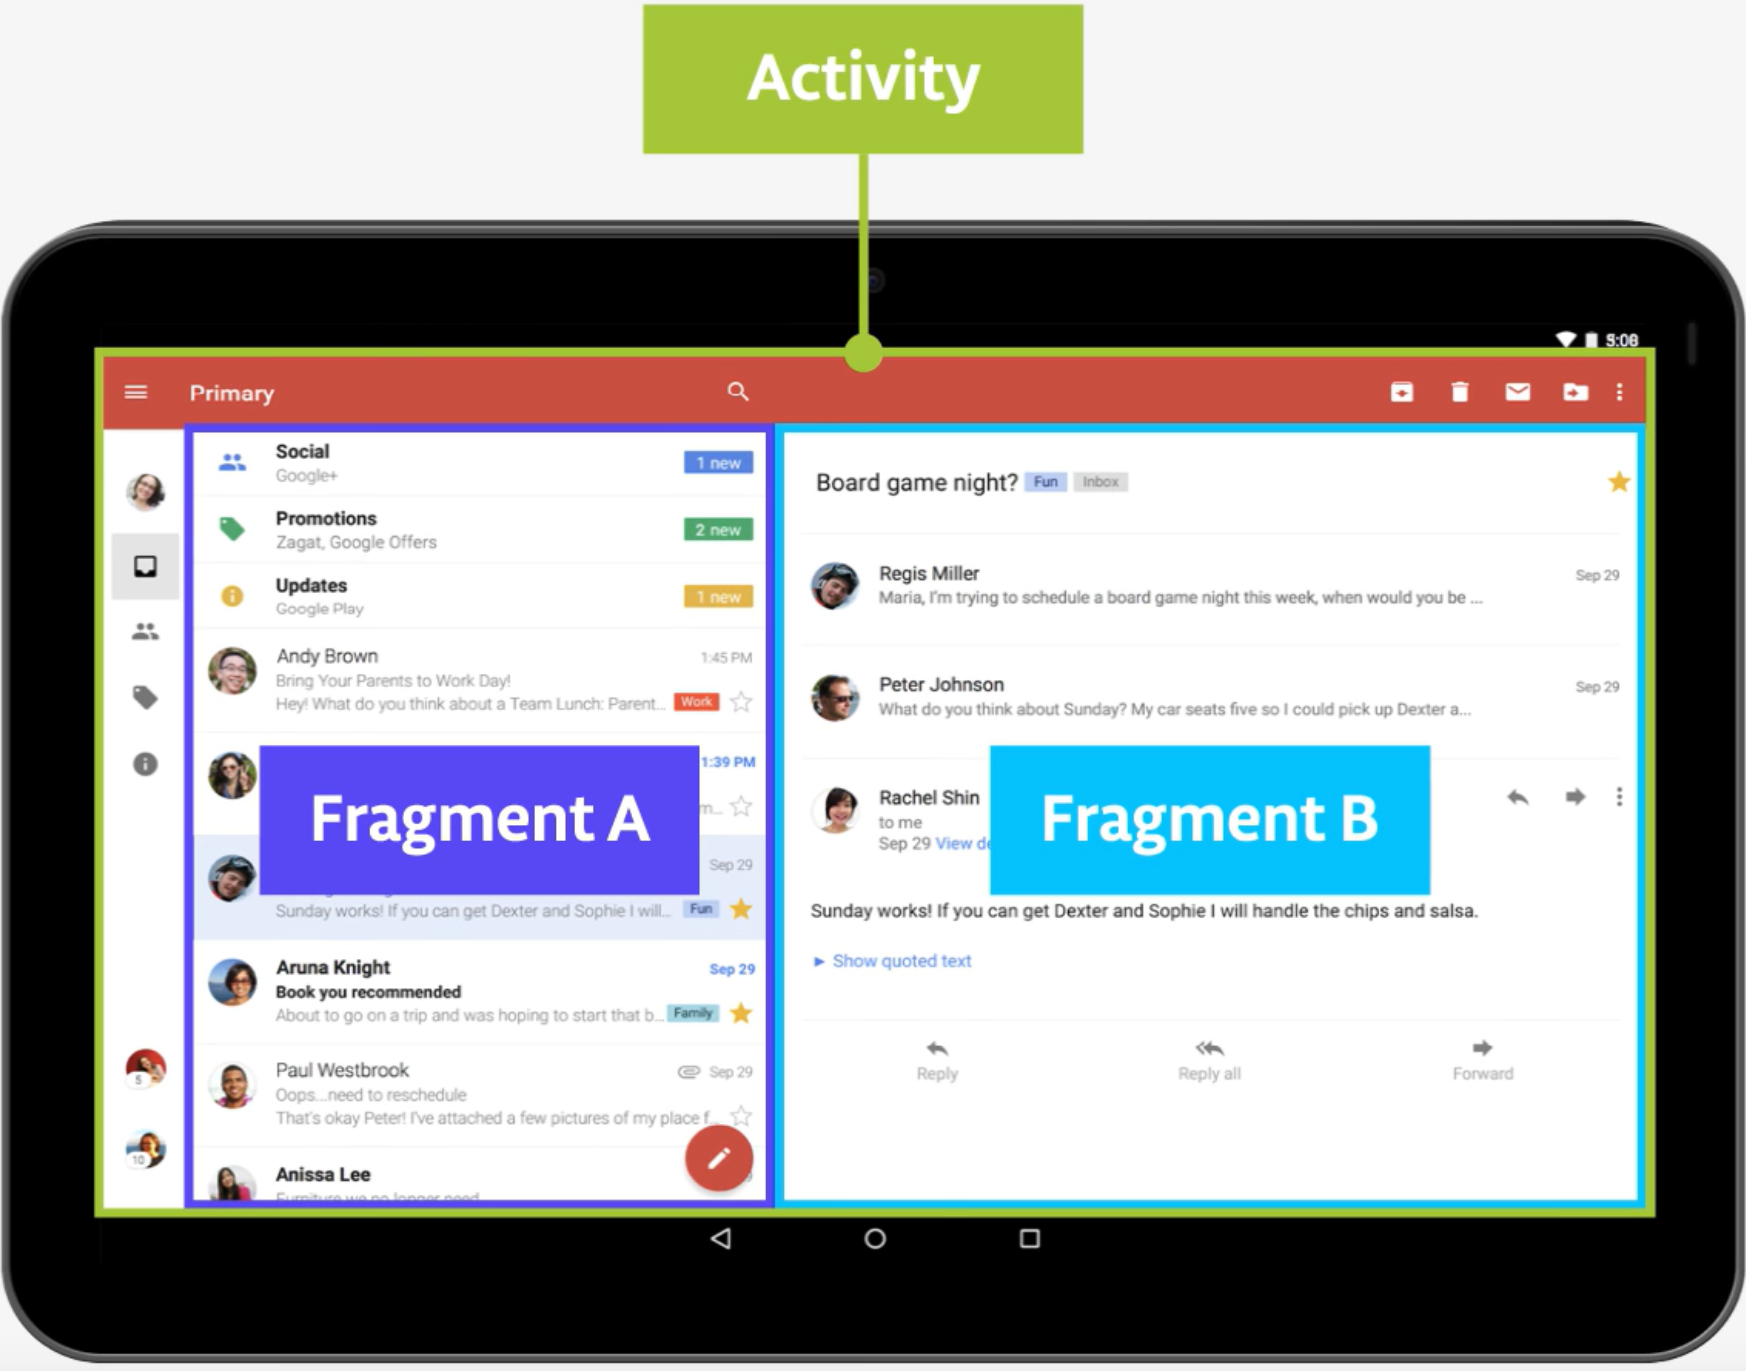 Activity
5:06
Primary
Social
Google+
1 new
Promotions
Zagat, Google Offers
2 new
Updates
Google Play
1 new
Andy Brown
1:45 PM
Bring Your Parents to Work Day!
Hey! What do you think about a Team Lunch: Parent...
Work
1:39 PM
m...
Fragment A
Sep 29
Sunday works! If you can get Dexter and Sophie I will...
Fun
Aruna Knight
Sep 29
Book you recommended
About to go on a trip and was hoping to start that b...
Family
Paul Westbrook
Sep 29
Oops...need to reschedule
That's okay Peter! I've attached a few pictures of my place f...
Anissa Lee
Furniture we no longer need
5
10
Board game night?
Fun
Inbox
Regis Miller
Sep 29
Maria, I'm trying to schedule a board game night this week, when would you be ...
Peter Johnson
Sep 29
What do you think about Sunday? My car seats five so I could pick up Dexter a...
Rachel Shin
to me
Sep 29 View de
Fragment B
Sunday works! If you can get Dexter and Sophie I will handle the chips and salsa.
► Show quoted text
Reply
Reply all
Forward